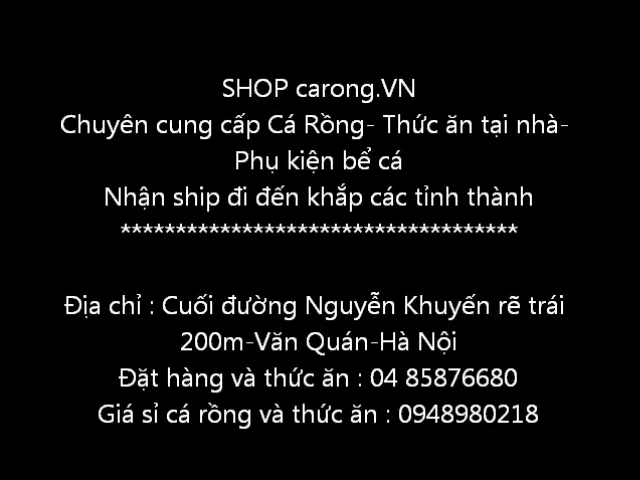 SHOP carong.VN
Chuyên cung cấp Cá Rồng- Thức ăn tại nhà-
Phụ kiện bể cá
Nhận ship đi đến khắp các tỉnh thành
************************************
Địa chỉ : Cuối đường Nguyễn Khuyến rẽ trái
200m-Văn Quán-Hà Nội
Đặt hàng và thức ăn : 04 85876680
Giá sỉ cá rồng và thức ăn : 0948980218